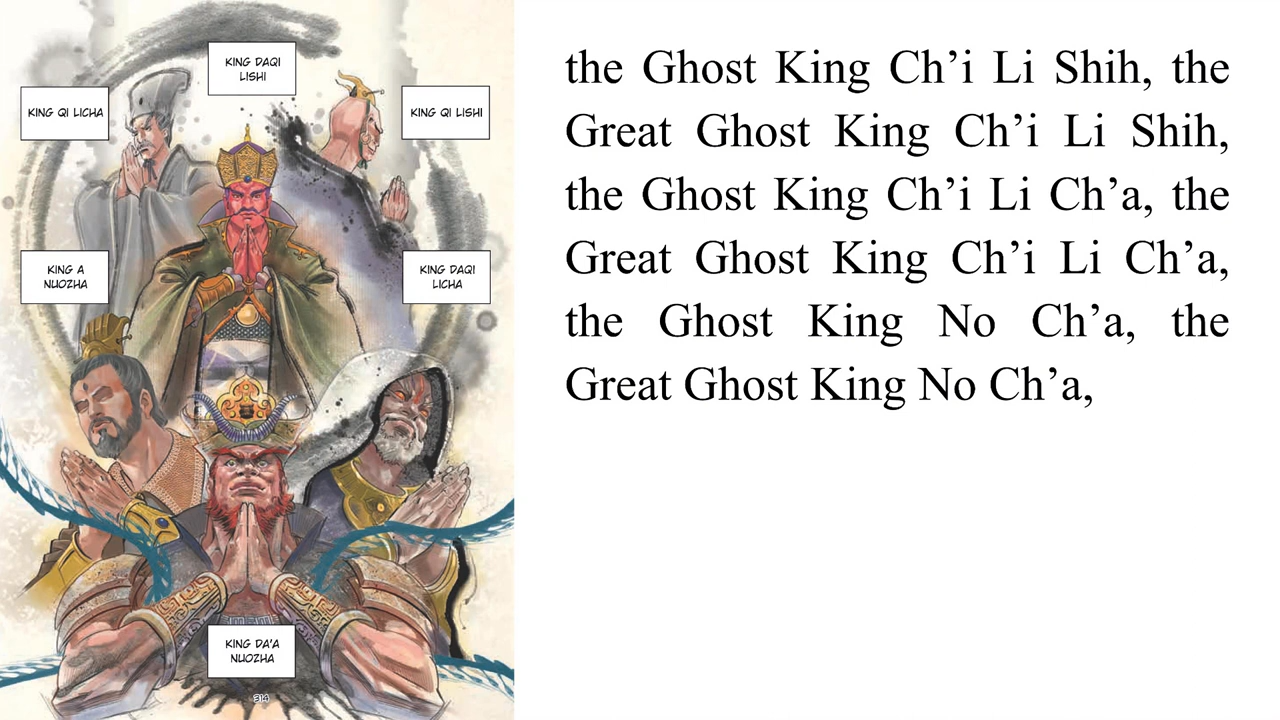 KING DAQI
LISHI
KING QI LICHA
KING QI LISHI
KING A
NUOZHA
KING DAQI
LICHA
KING DA'A
NUOZHA
314
the Ghost King Ch’i Li Shih, the
Great Ghost King Ch’i Li Shih,
the Ghost King Ch’i Li Ch’a, the
Great Ghost King Ch’i Li Ch’a,
the Ghost King No Ch’a, the
Great Ghost King No Ch’a,